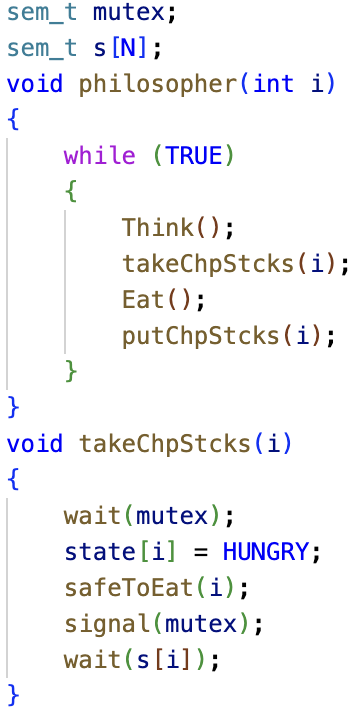 sem_t mutex;
sem_t s[N];
void philosopher(int i)
{
    while (TRUE)
    {
        Think();
        takeChpStcks(i);
        Eat();
        putChpStcks(i);
    }
}
void takeChpStcks(i)
{
    wait(mutex);
    state[i] = HUNGRY;
    safeToEat(i);
    signal(mutex);
    wait(s[i]);
}